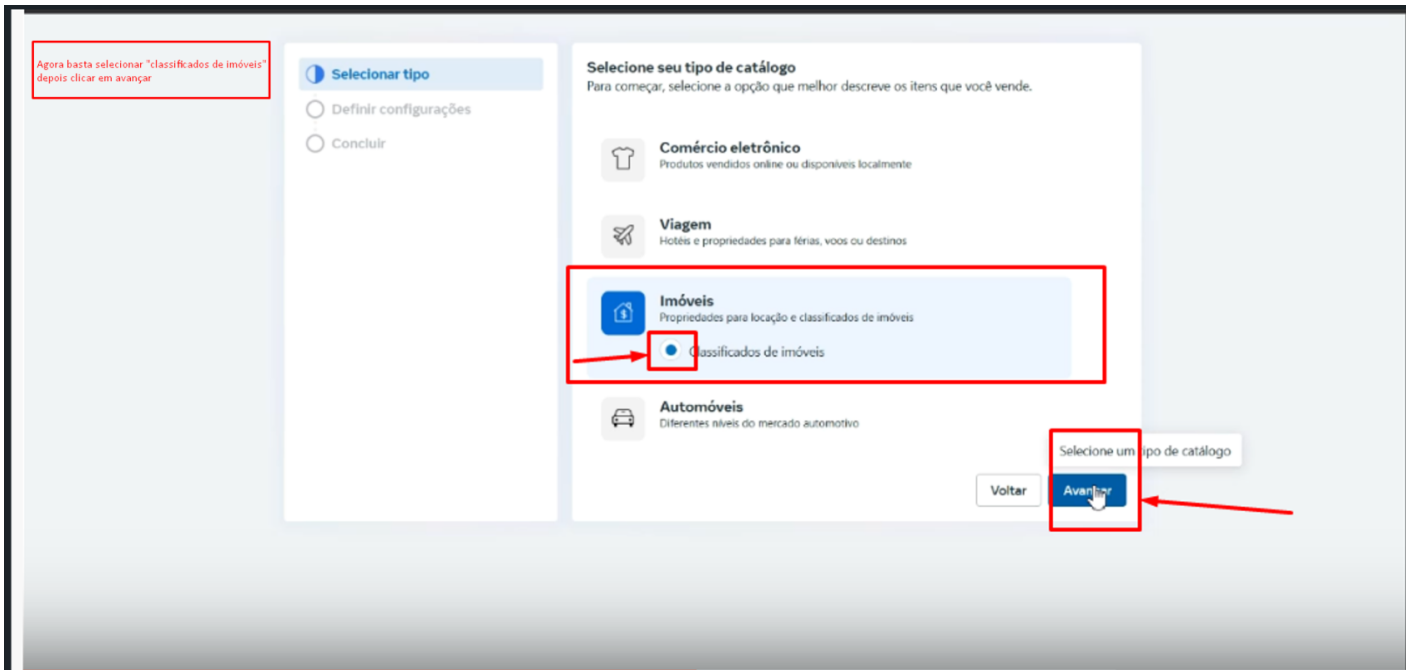 Agora basta selecionar "classificados de imóveis"
depois clicar em avançar
Selecionar tipo
Definir configurações
Concluir
Selecione seu tipo de catálogo
Para começar, selecione a opção que melhor descreve os itens que você vende.
Comércio eletrônico
Produtos vendidos online ou disponíveis localmente
Viagem
Hotéis e propriedades para férias, voos ou destinos
Imóveis
Propriedades para locação e classificados de imóveis
Classificados de imóveis
Automóveis
Diferentes níveis do mercado automotivo
Selecione um tipo de catálogo
Voltar
Avançar